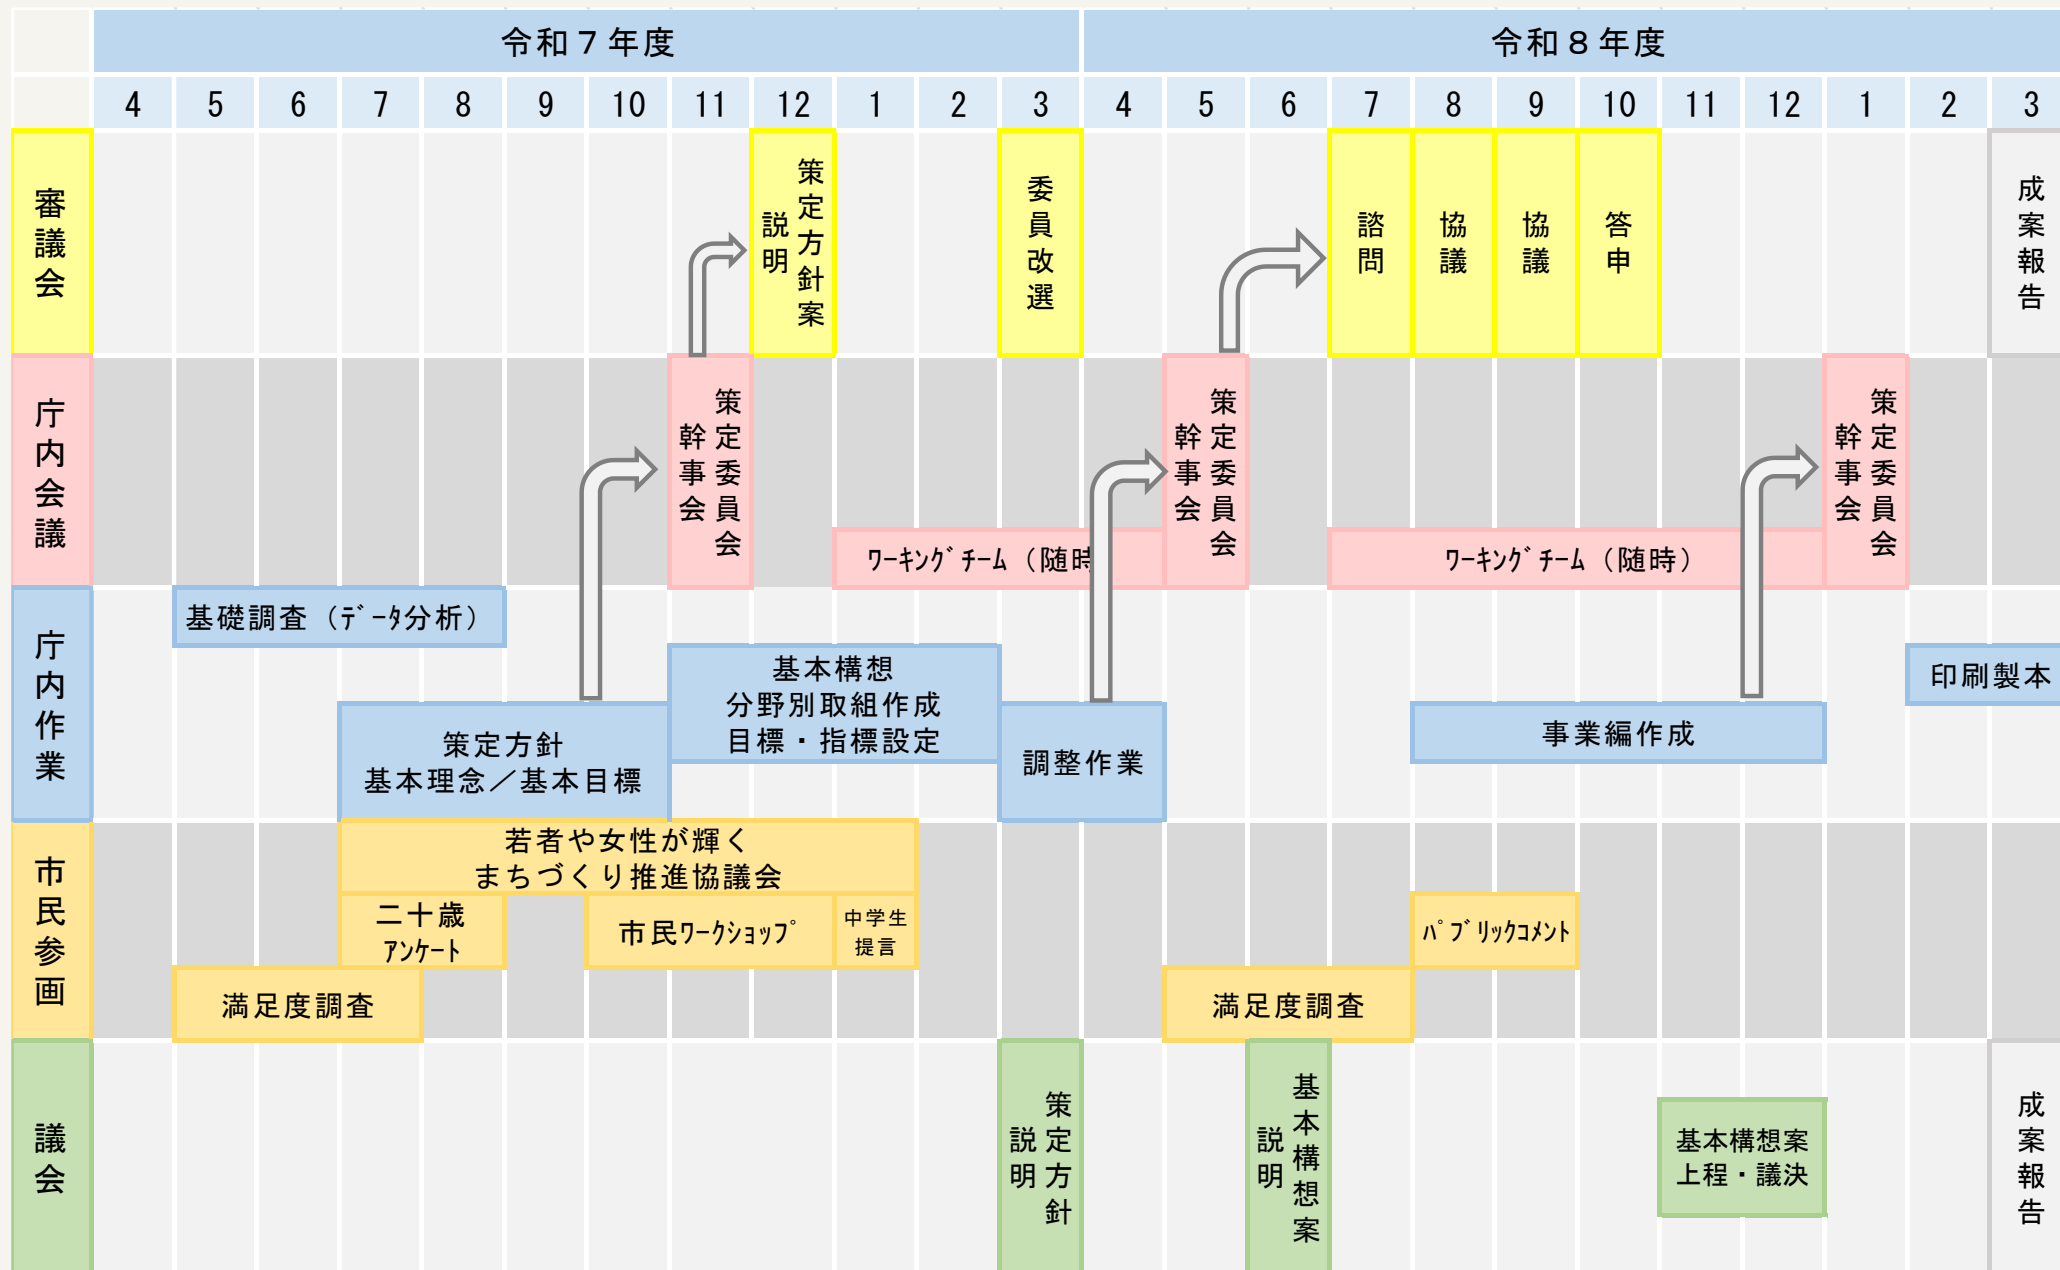 令和７年度
令和８年度
4 5 6 7 8 9 10 11 12 1 2 3 4 5 6 7 8 9 10 11 12 1 2 3
審議会
策定方針案
説明
委員改選
諮問
協議
協議
答申
成案報告
庁内会議
策定委員会
幹事会
策定委員会
幹事会
策定委員会
幹事会
ﾜｰｷﾝｸﾞﾁｰﾑ（随時
ﾜｰｷﾝｸﾞﾁｰﾑ（随時）
庁内作業
基礎調査（ﾃﾞｰﾀ分析）
基本構想
分野別取組作成
目標・指標設定
印刷製本
策定方針
基本理念／基本目標
調整作業
事業編作成
市民参画
若者や女性が輝く
まちづくり推進協議会
二十歳
ｱﾝｹｰﾄ
市民ﾜｰｸｼｮｯﾌﾟ
中学生
提言
ﾊﾟﾌﾞﾘｯｸｺﾒﾝﾄ
満足度調査
満足度調査
議会
策定方針
説明
基本構想案
説明
基本構想案
上程・議決
成案報告